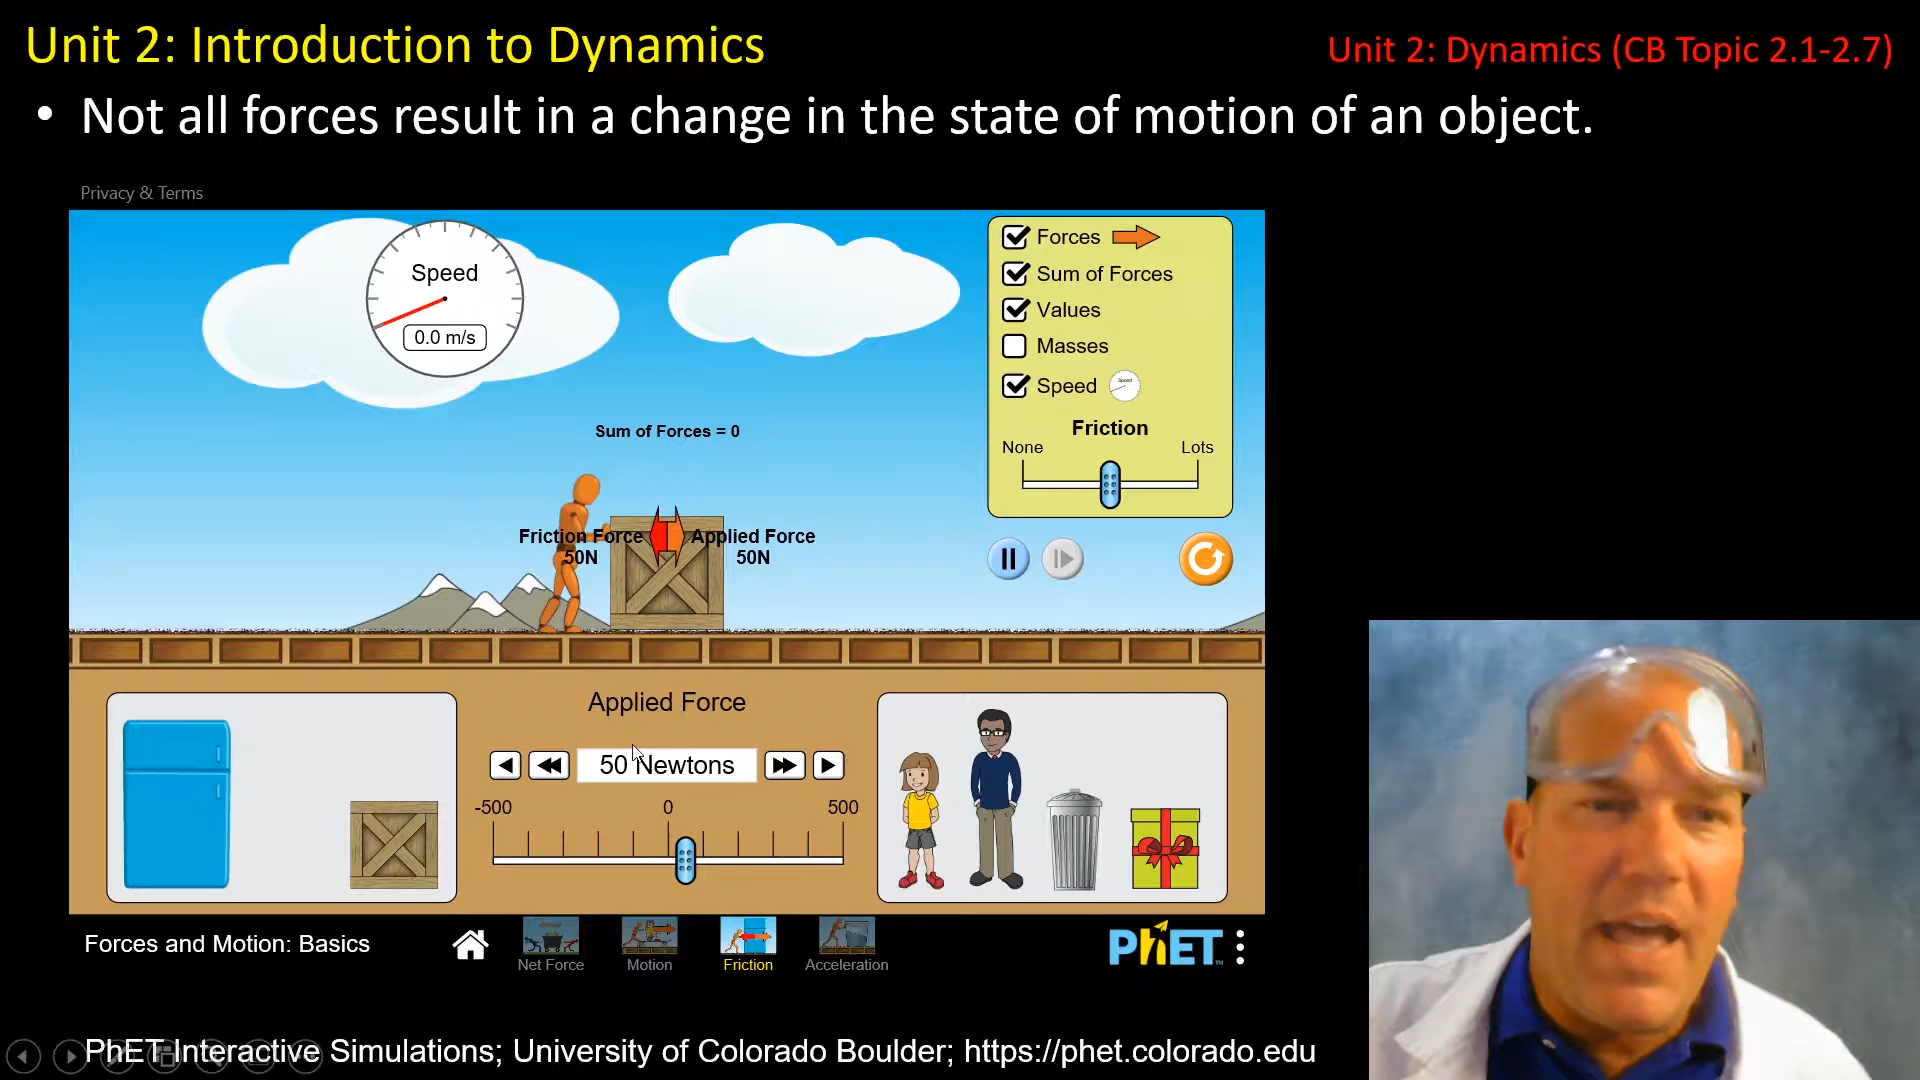 Unit 2: Introduction to Dynamics
Unit 2: Dynamics (CB Topic 2.1-2.7)
• Not all forces result in a change in the state of motion of an object.
Privacy & Terms
Speed
0.0 m/s
Forces
Sum of Forces
Values
Masses
Speed
Friction
None
Lots
Sum of Forces = 0
Friction Force
50N
Applied Force
50N
Applied Force
50 Newtons
-500
0
500
Forces and Motion: Basics
Net Force
Motion
Friction
Acceleration
PhET
PhET Interactive Simulations; University of Colorado Boulder; https://phet.colorado.edu